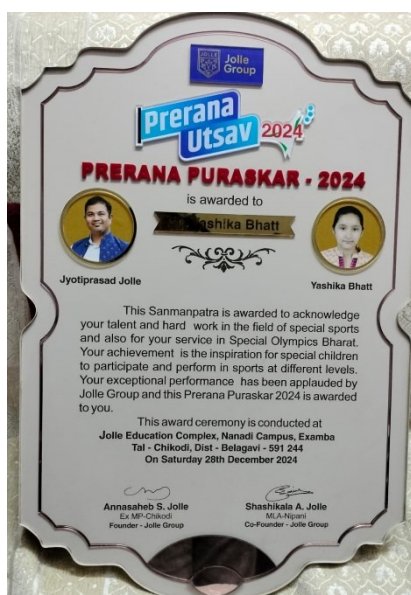 JOLLE
Jolle
Group
Prerana
Utsav 2024
PRERANA PURASKAR - 2024
is awarded to
Yashika Bhatt
Jyotiprasad Jolle
Yashika Bhatt
This Sanmanpatra is awarded to acknowledge
your talent and hard work in the field of special sports
and also for your service in Special Olympics Bharat.
Your achievement is the inspiration for special children
to participate and perform in sports at different levels.
Your exceptional performance has been applauded by
Jolle Group and this Prerana Puraskar 2024 is awarded
to you.
This award ceremony is conducted at
Jolle Education Complex, Nanadi Campus, Examba
Tal - Chikodi, Dist - Belagavi - 591 244
On Saturday 28th December 2024
Annasaheb S. Jolle
Ex MP-Chikodi
Founder - Jolle Group
Shashikala A. Jolle
MLA-Nipani
Co-Founder - Jolle Group